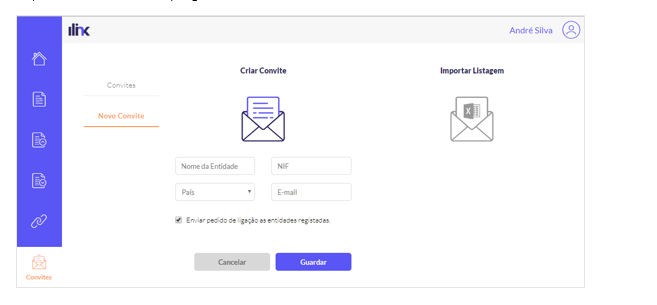 ilink
André Silva
Criar Convite
Importar Listagem
Convites
Novo Convite
Nome da Entidade
NIF
País
E-mail
Enviar pedido de ligação as entidades registadas.
Cancelar
Guardar
Convites